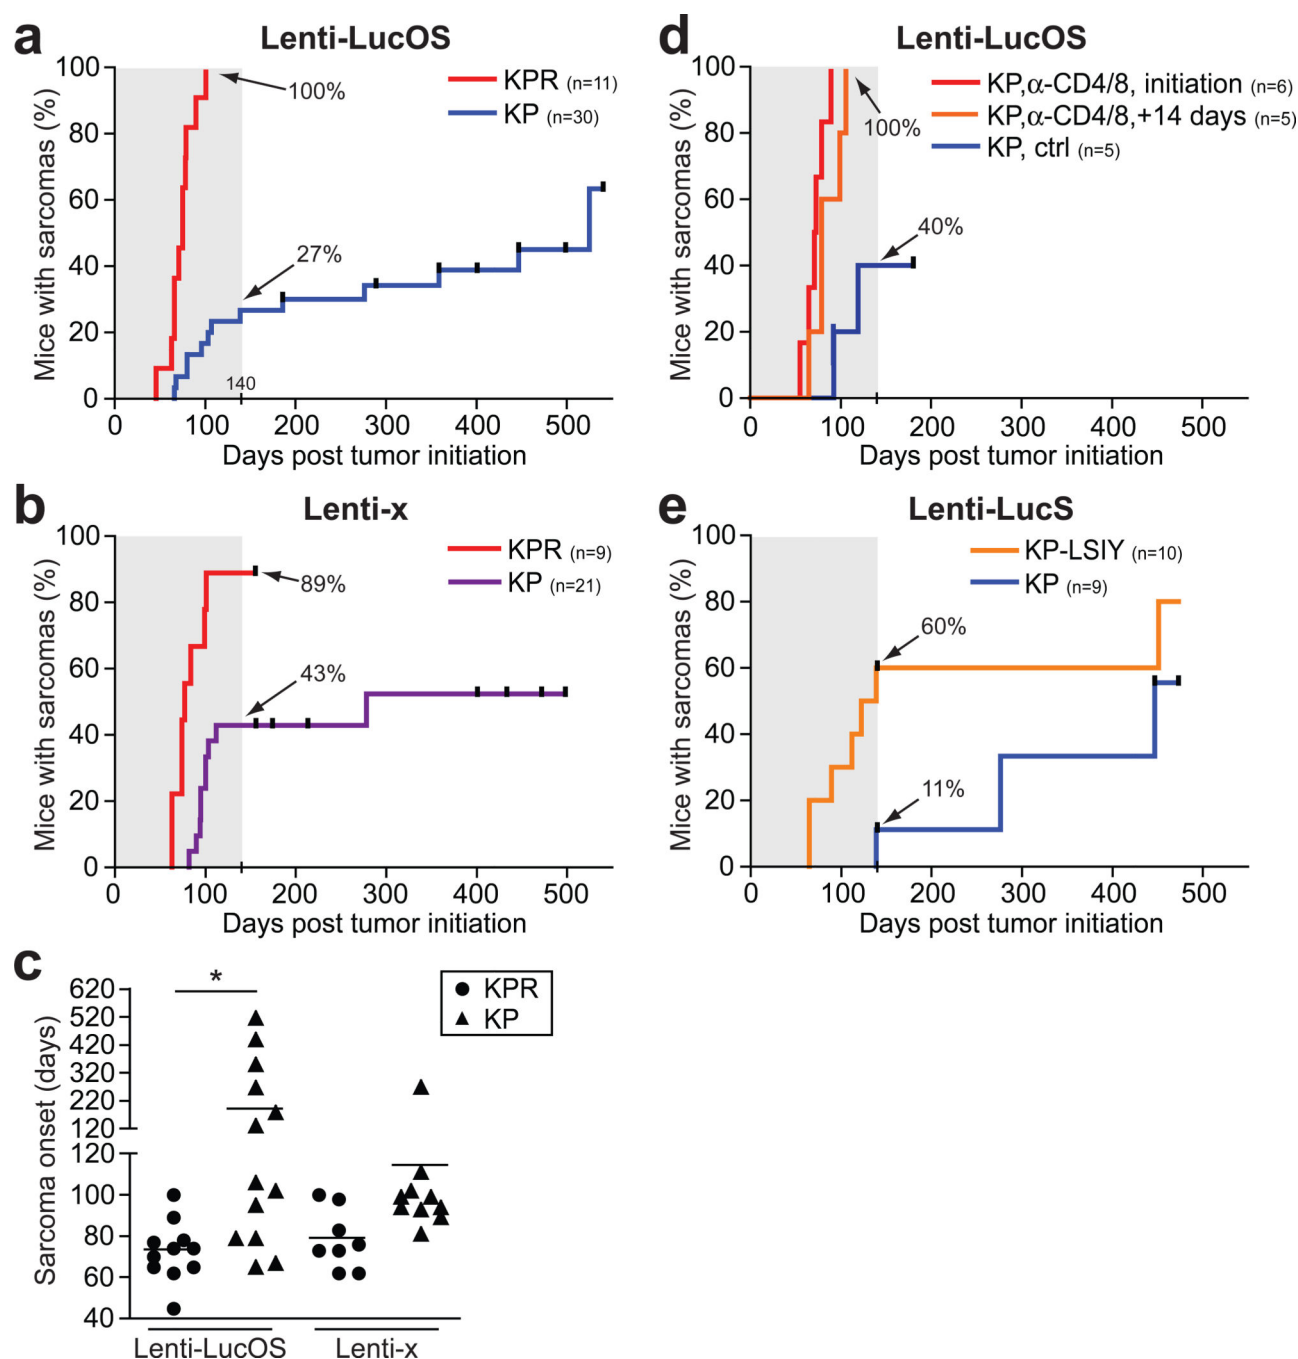 a
Lenti-LucOS
KPR (n=11)
KP (n=30)
100%
27%
140
Mice with sarcomas (%)
100
80
60
40
20
0
0 100 200 300 400 500
Days post tumor initiation
d
Lenti-LucOS
KP,α-CD4/8, initiation (n=6)
KP,α-CD4/8,+14 days (n=5)
KP, ctrl (n=5)
100%
40%
Mice with sarcomas (%)
100
80
60
40
20
0
0 100 200 300 400 500
Days post tumor initiation
b
Lenti-x
KPR (n=9)
KP (n=21)
89%
43%
Mice with sarcomas (%)
100
80
60
40
20
0
0 100 200 300 400 500
Days post tumor initiation
e
Lenti-LucS
KP-LSIY (n=10)
KP (n=9)
60%
11%
Mice with sarcomas (%)
100
80
60
40
20
0
0 100 200 300 400 500
Days post tumor initiation
c
*
KPR
KP
Sarcoma onset (days)
620
520
420
320
220
120
120
100
80
60
40
Lenti-LucOS Lenti-x